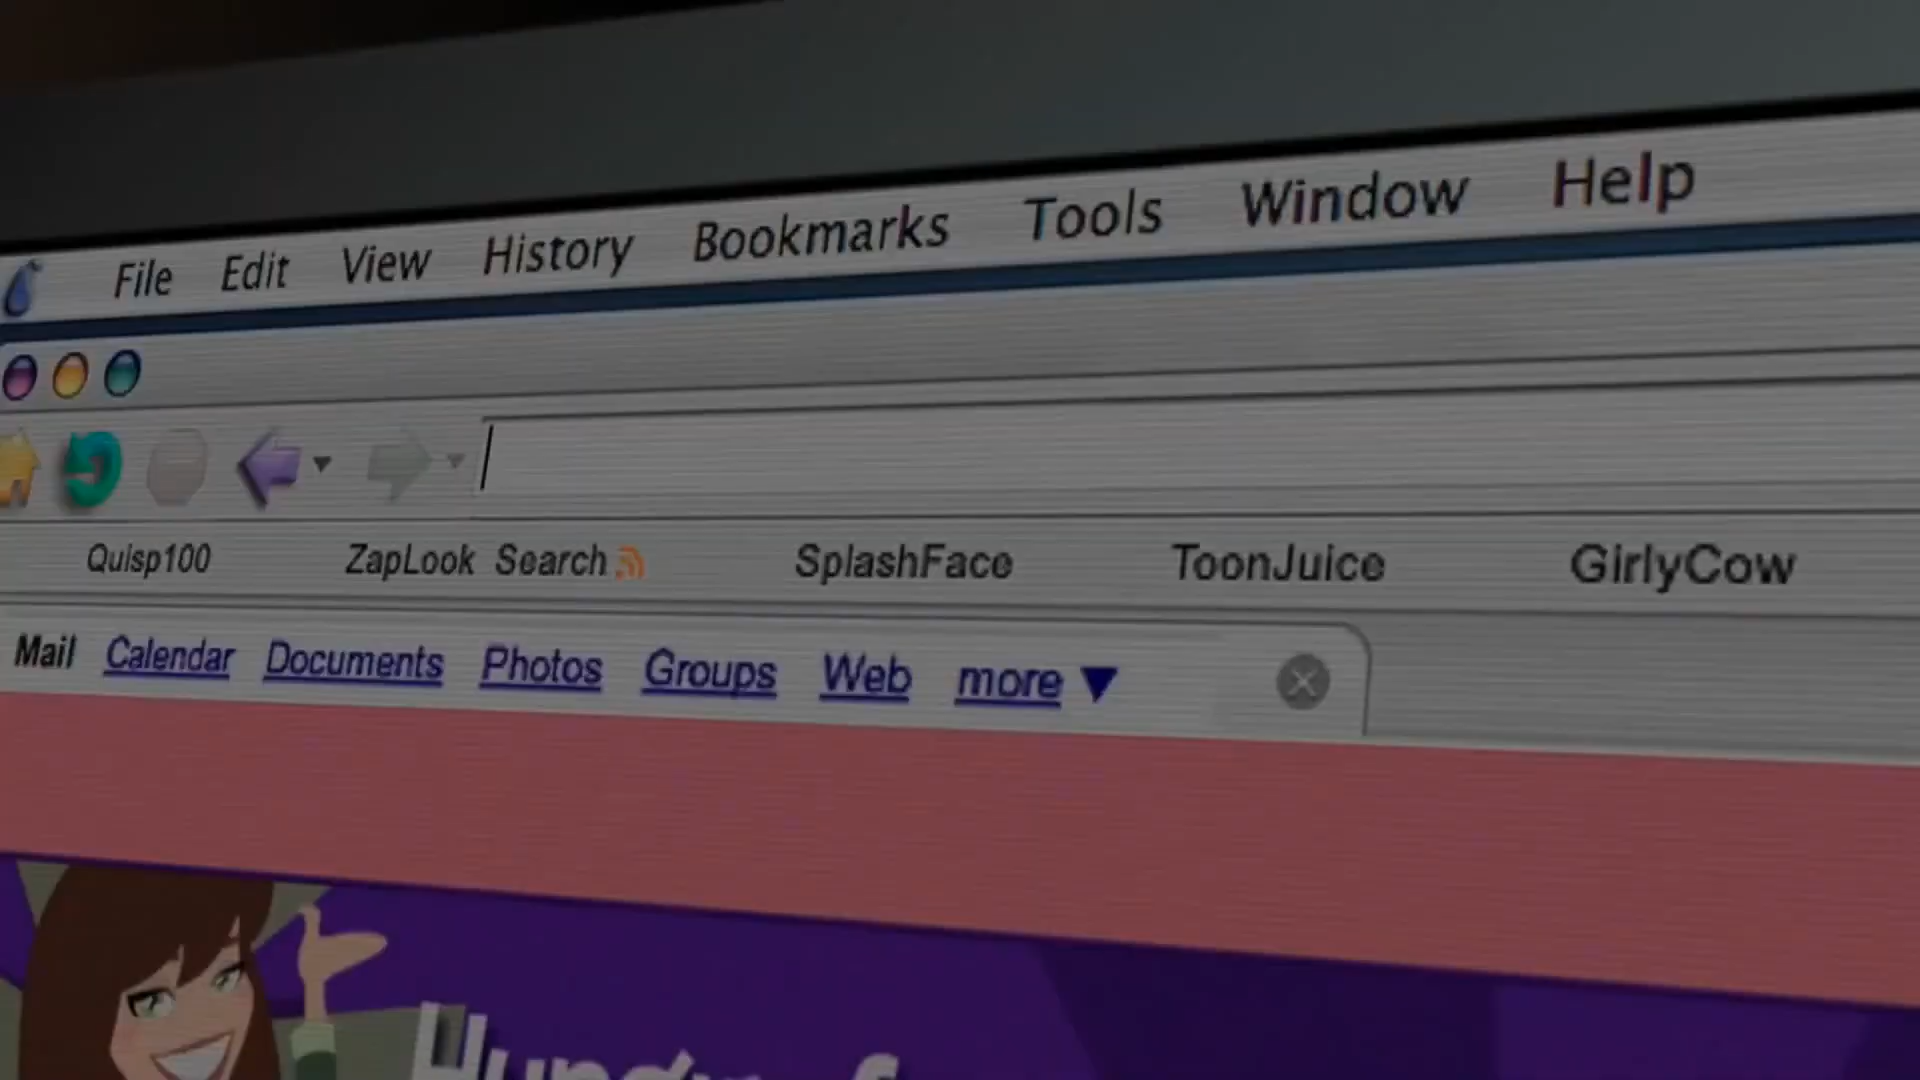 File Edit View History Bookmarks Tools Window Help
Quisp100 ZapLook Search SplashFace ToonJuice GirlyCow
Mail Calendar Documents Photos Groups Web more